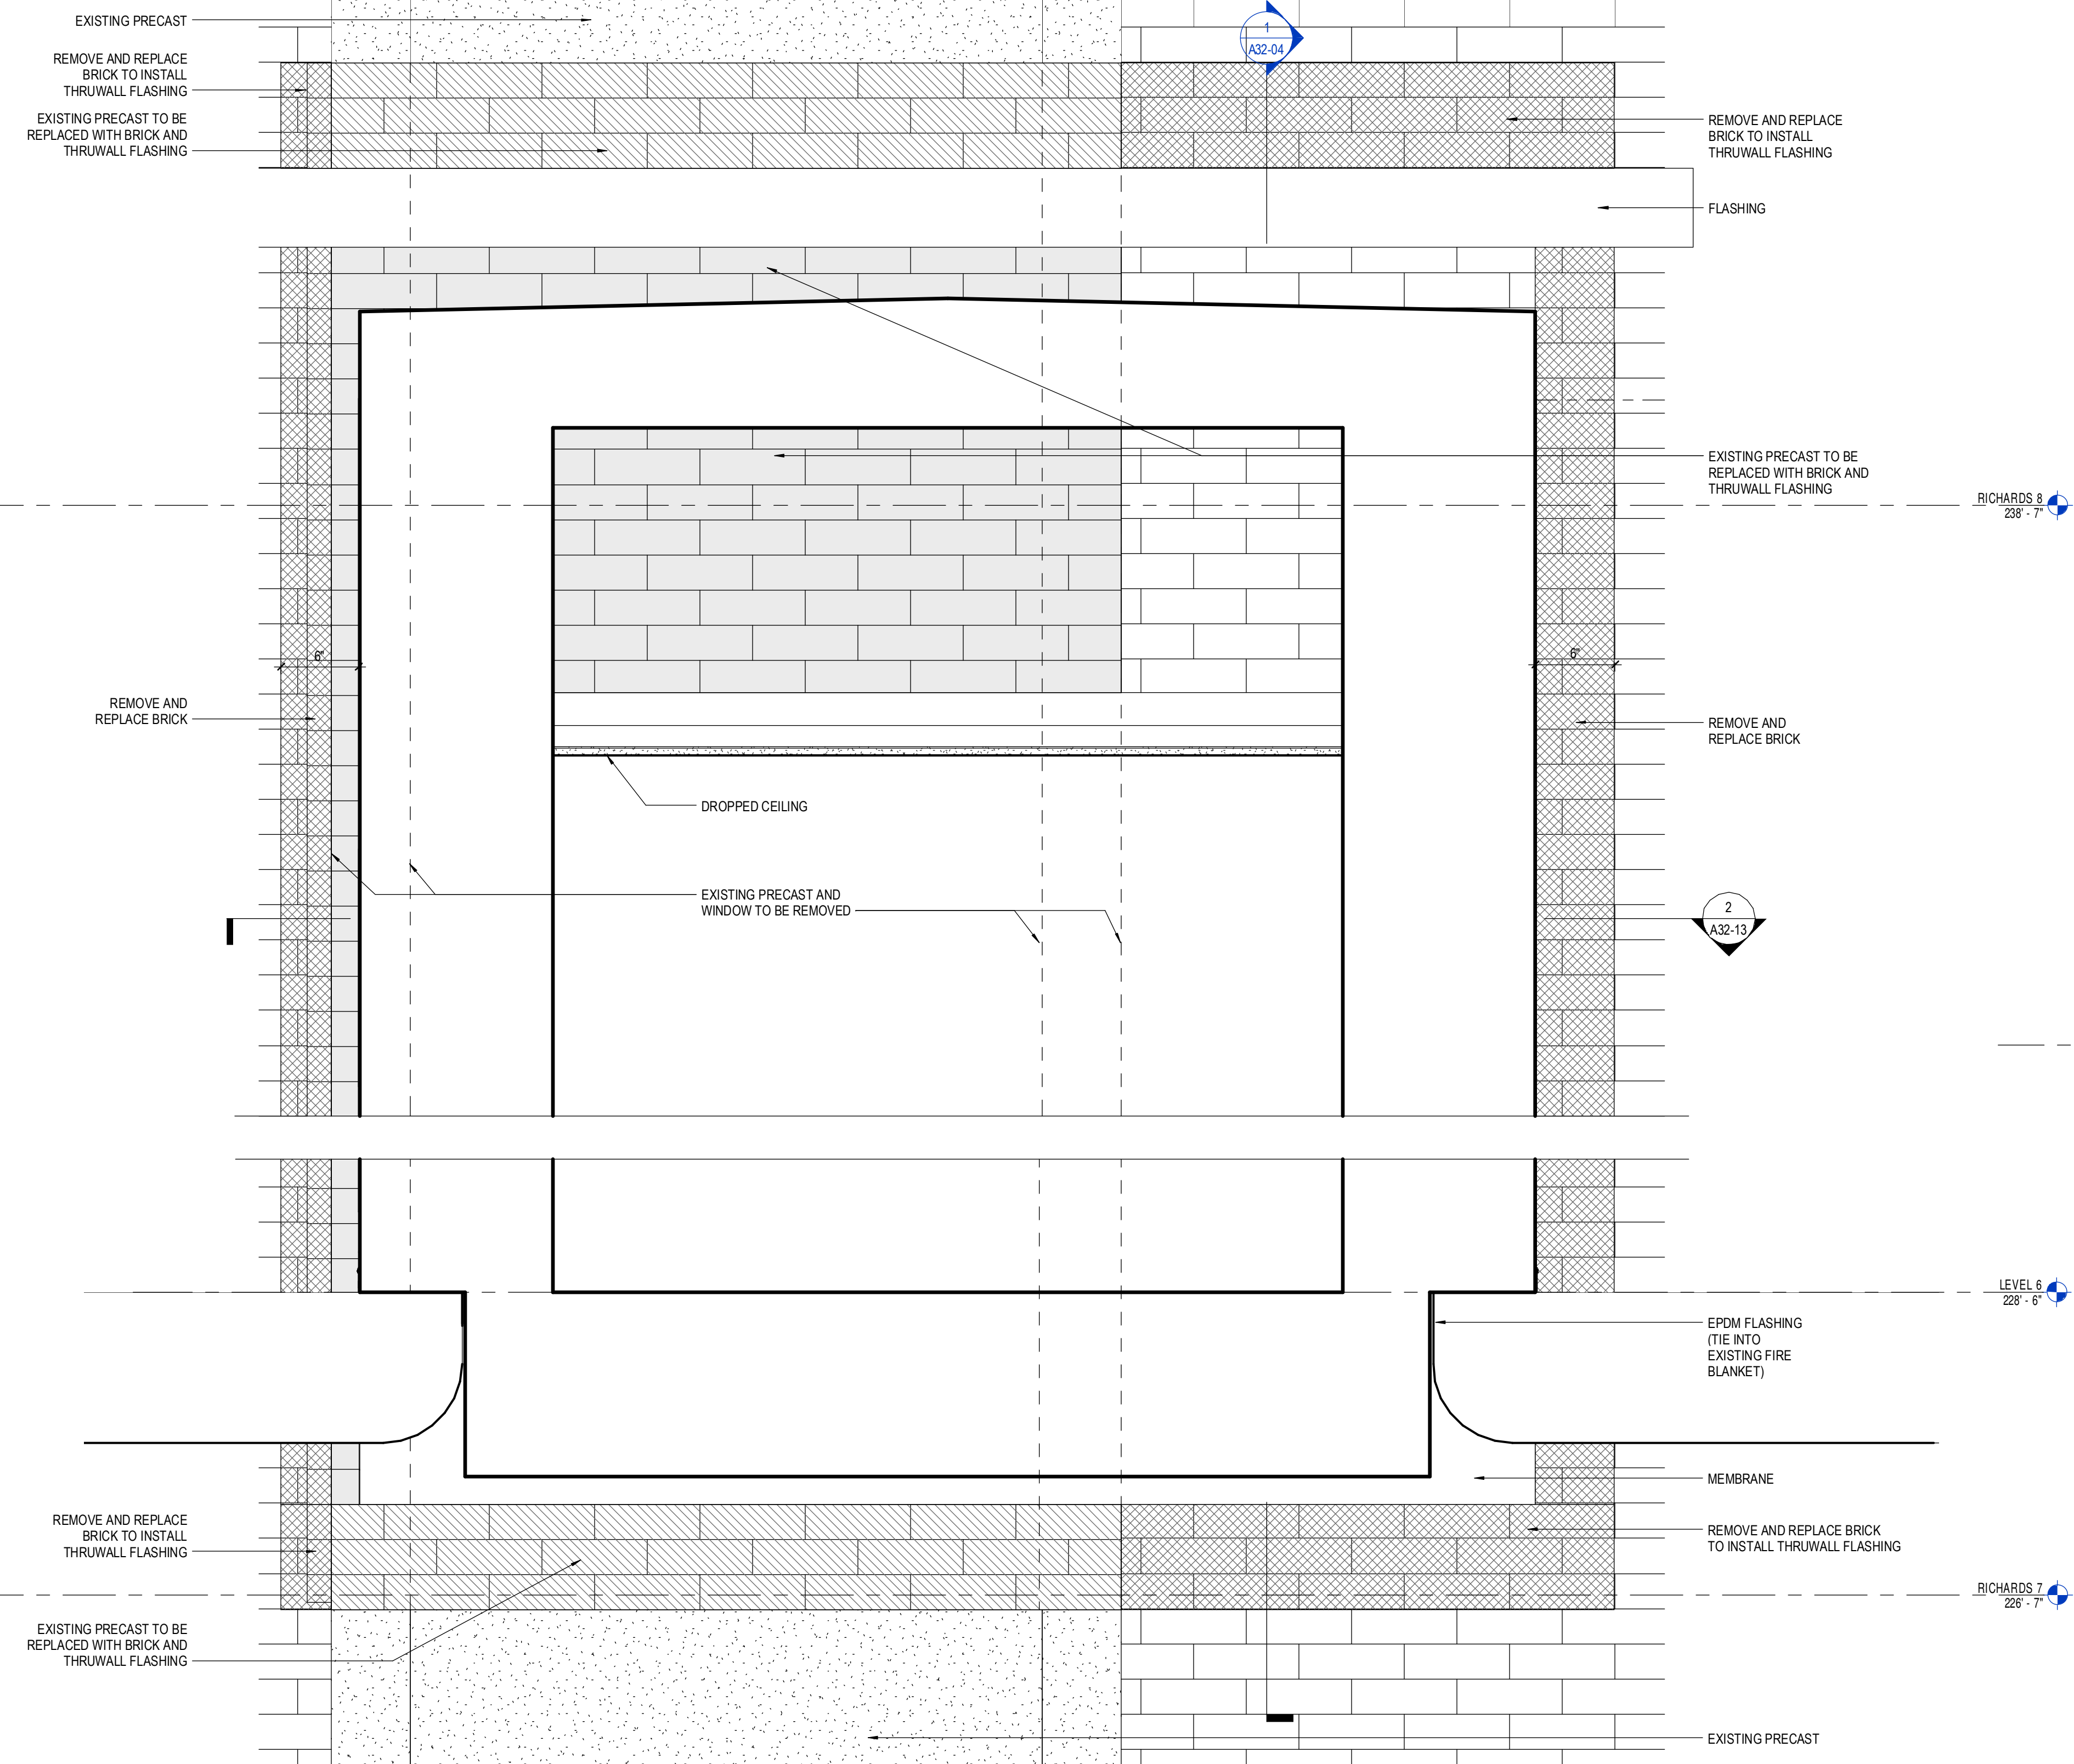 EXISTING PRECAST
REMOVE AND REPLACE
BRICK TO INSTALL
THRUWALL FLASHING
EXISTING PRECAST TO BE
REPLACED WITH BRICK AND
THRUWALL FLASHING
1
A32-04
REMOVE AND REPLACE
BRICK TO INSTALL
THRUWALL FLASHING
FLASHING
EXISTING PRECAST TO BE
REPLACED WITH BRICK AND
THRUWALL FLASHING
RICHARDS 8
238' - 7"
6"
6"
REMOVE AND
REPLACE BRICK
REMOVE AND
REPLACE BRICK
DROPPED CEILING
EXISTING PRECAST AND
WINDOW TO BE REMOVED
2
A32-13
LEVEL 6
228' - 6"
EPDM FLASHING
(TIE INTO
EXISTING FIRE
BLANKET)
MEMBRANE
REMOVE AND REPLACE
BRICK TO INSTALL
THRUWALL FLASHING
REMOVE AND REPLACE BRICK
TO INSTALL THRUWALL FLASHING
RICHARDS 7
226' - 7"
EXISTING PRECAST TO BE
REPLACED WITH BRICK AND
THRUWALL FLASHING
EXISTING PRECAST